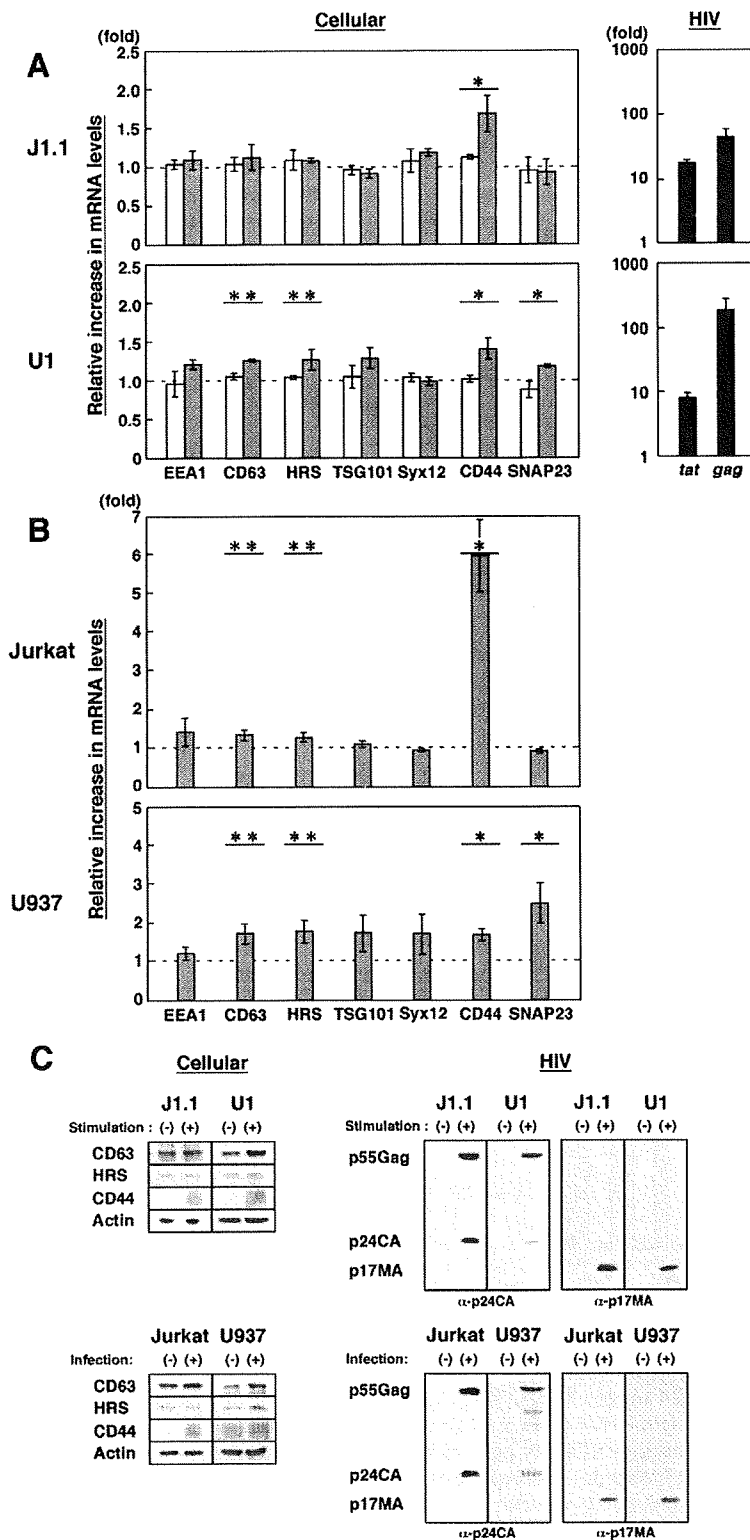 Cellular
HIV
(fold)
(fold)
A
J1.1
Relative increase in mRNA levels
2.5
2.0
1.5
1.0
0.5
0
*
1000
100
10
1
U1
2.5
2.0
1.5
1.0
0.5
0
** ** * *
1000
100
10
1
EEA1 CD63 HRS TSG101 Syx12 CD44 SNAP23
tat gag
(fold)
B
Jurkat
Relative increase in mRNA levels
7
6
5
4
3
2
1
0
** ** *
U937
5
4
3
2
1
0
** ** * *
EEA1 CD63 HRS TSG101 Syx12 CD44 SNAP23
C
Cellular
HIV
J1.1 U1
Stimulation : (-) (+) (-) (+)
CD63
HRS
CD44
Actin
J1.1 U1 J1.1 U1
Stimulation : (-) (+) (-) (+) (-) (+) (-) (+)
p55Gag
p24CA
p17MA
α-p24CA α-p17MA
Jurkat U937
Infection: (-) (+) (-) (+)
CD63
HRS
CD44
Actin
Jurkat U937 Jurkat U937
Infection: (-) (+) (-) (+) (-) (+) (-) (+)
p55Gag
p24CA
p17MA
α-p24CA α-p17MA